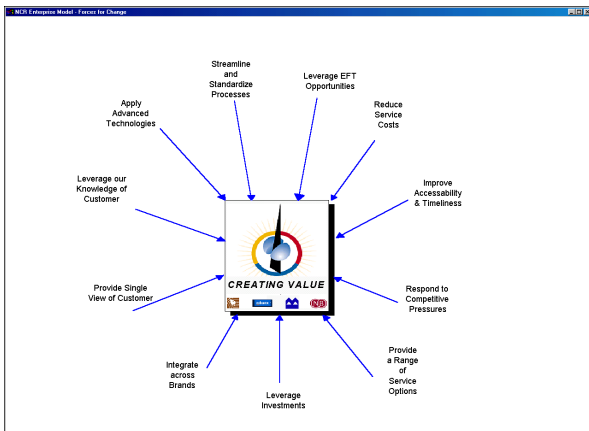 NCR Enterprise Model - Forces for Change
Streamline
and
Standardize
Processes
Leverage EFT
Opportunities
Apply
Advanced
Technologies
Reduce
Service
Costs
Leverage our
Knowledge of
Customer
Improve
Accessability
& Timeliness
CREATING VALUE
Provide Single
View of Customer
Respond to
Competitive
Pressures
Integrate
across
Brands
Leverage
Investments
Provide
a Range
of
Service
Options